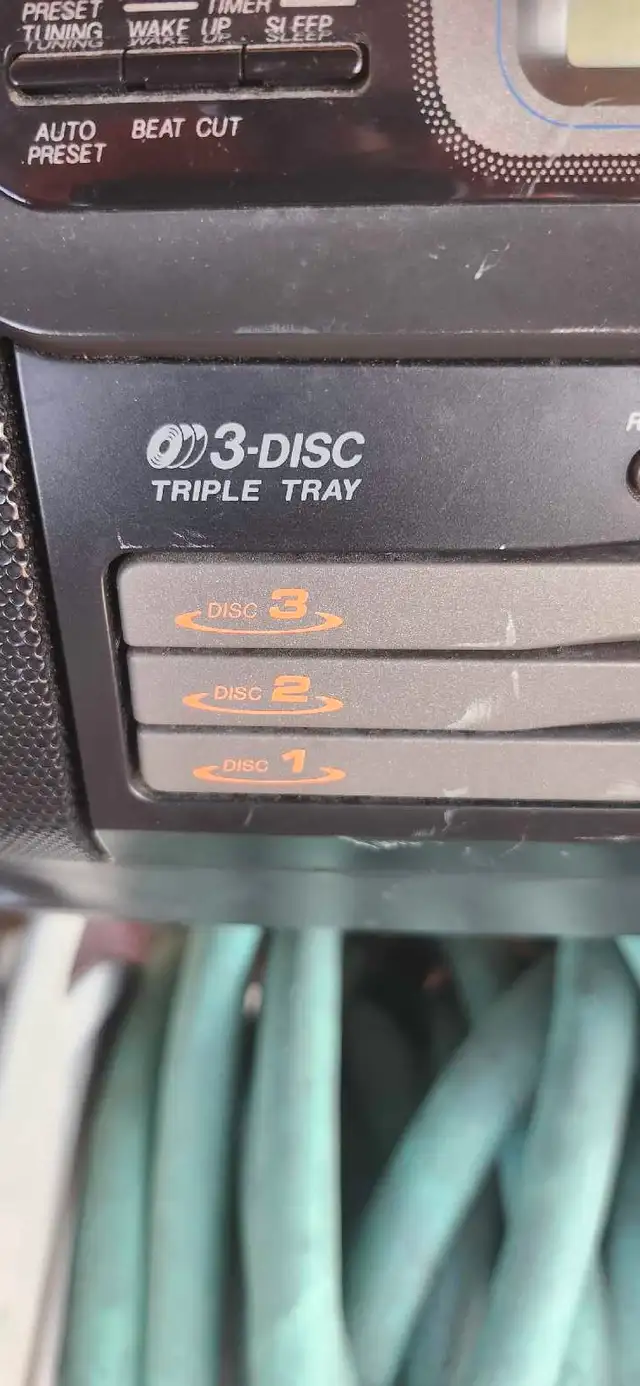 PRESET
TIMER
TUNING WAKE UP SLEEP
AUTO PRESET
BEAT CUT
3-DISC
TRIPLE TRAY
R
DISC 3
DISC 2
DISC 1